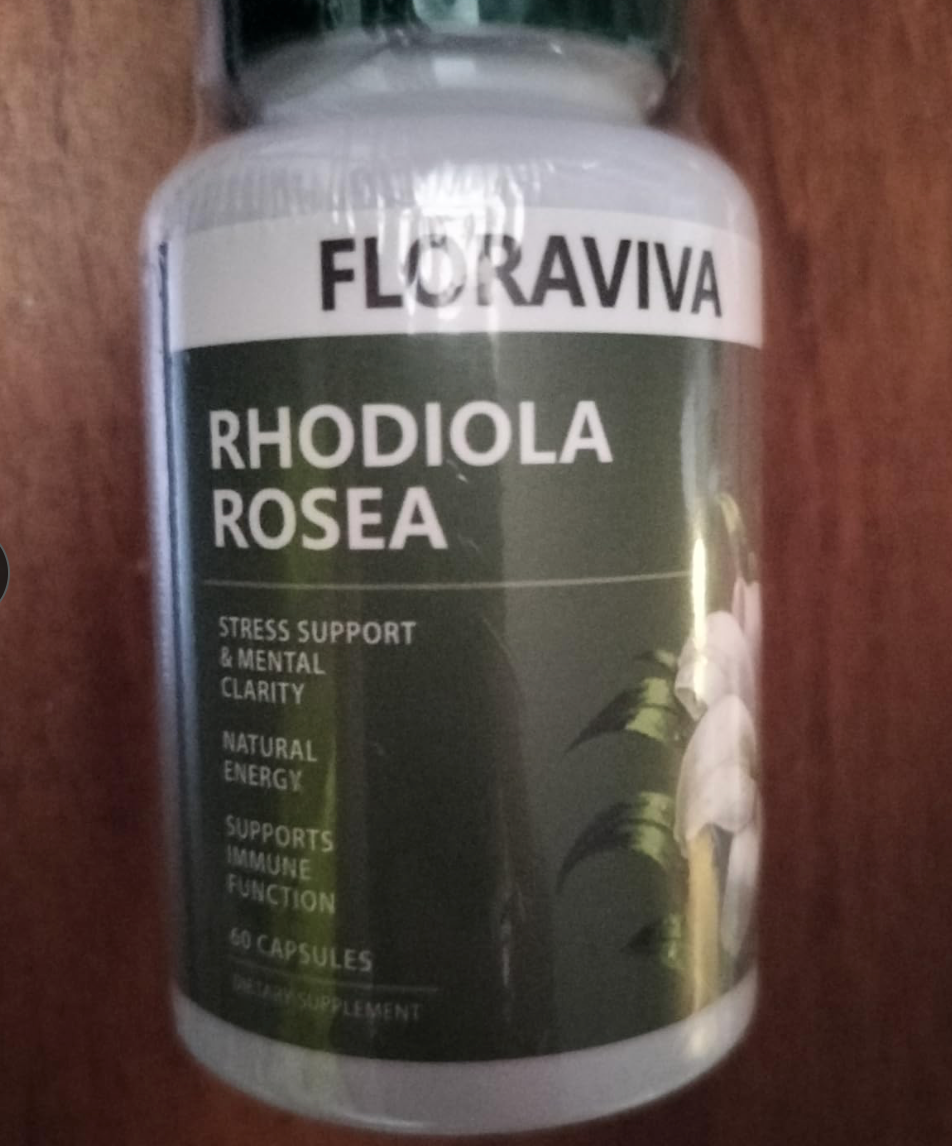 FLORAVIVA
RHODIOLA
ROSEA
STRESS SUPPORT
& MENTAL
CLARITY
NATURAL
ENERGY
SUPPORTS
IMMUNE
FUNCTION
60 CAPSULES
DIETARY SUPPLEMENT